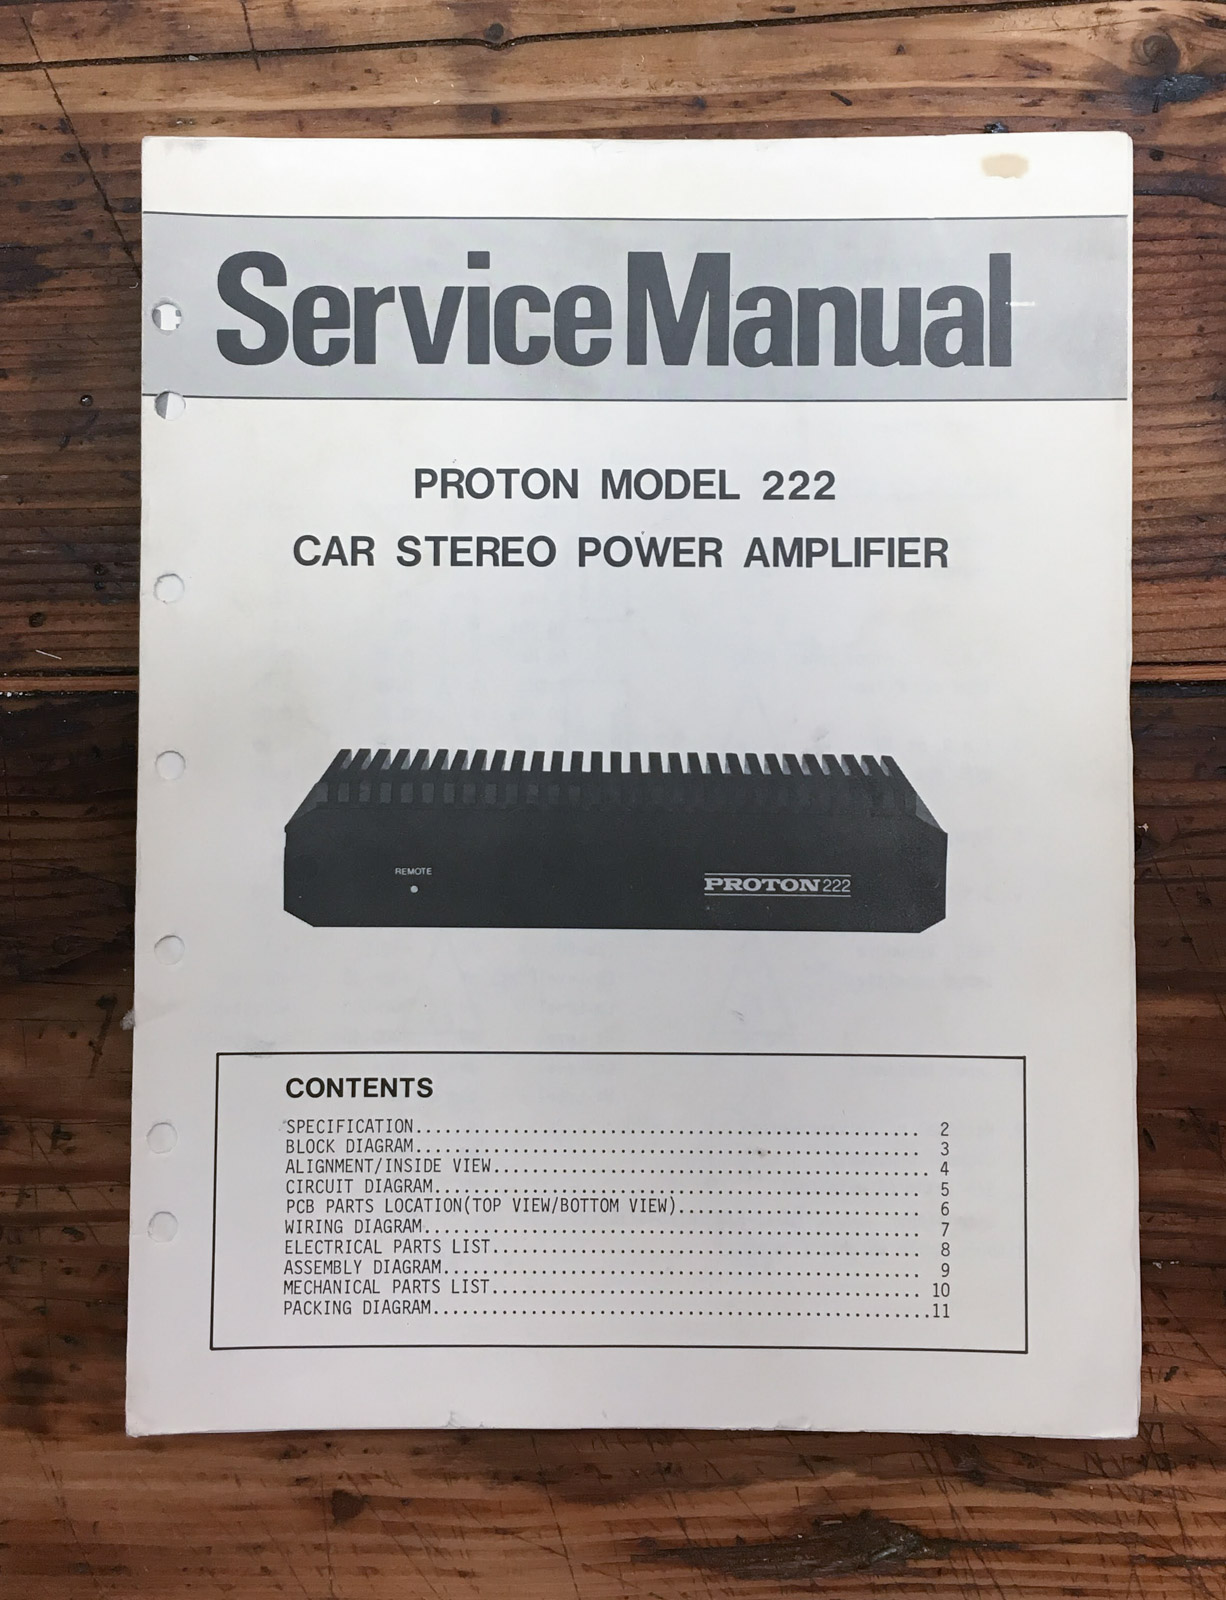 Service Manual
PROTON MODEL 222
CAR STEREO POWER AMPLIFIER
REMOTE
PROTON 222
CONTENTS
SPECIFICATION.................................................... 2
BLOCK DIAGRAM.................................................... 3
ALIGNMENT/INSIDE VIEW............................................. 4
CIRCUIT DIAGRAM.................................................. 5
PCB PARTS LOCATION(TOP VIEW/BOTTOM VIEW)......................... 6
WIRING DIAGRAM................................................... 7
ELECTRICAL PARTS LIST............................................ 8
ASSEMBLY DIAGRAM................................................. 9
MECHANICAL PARTS LIST............................................ 10
PACKING DIAGRAM...................................................11